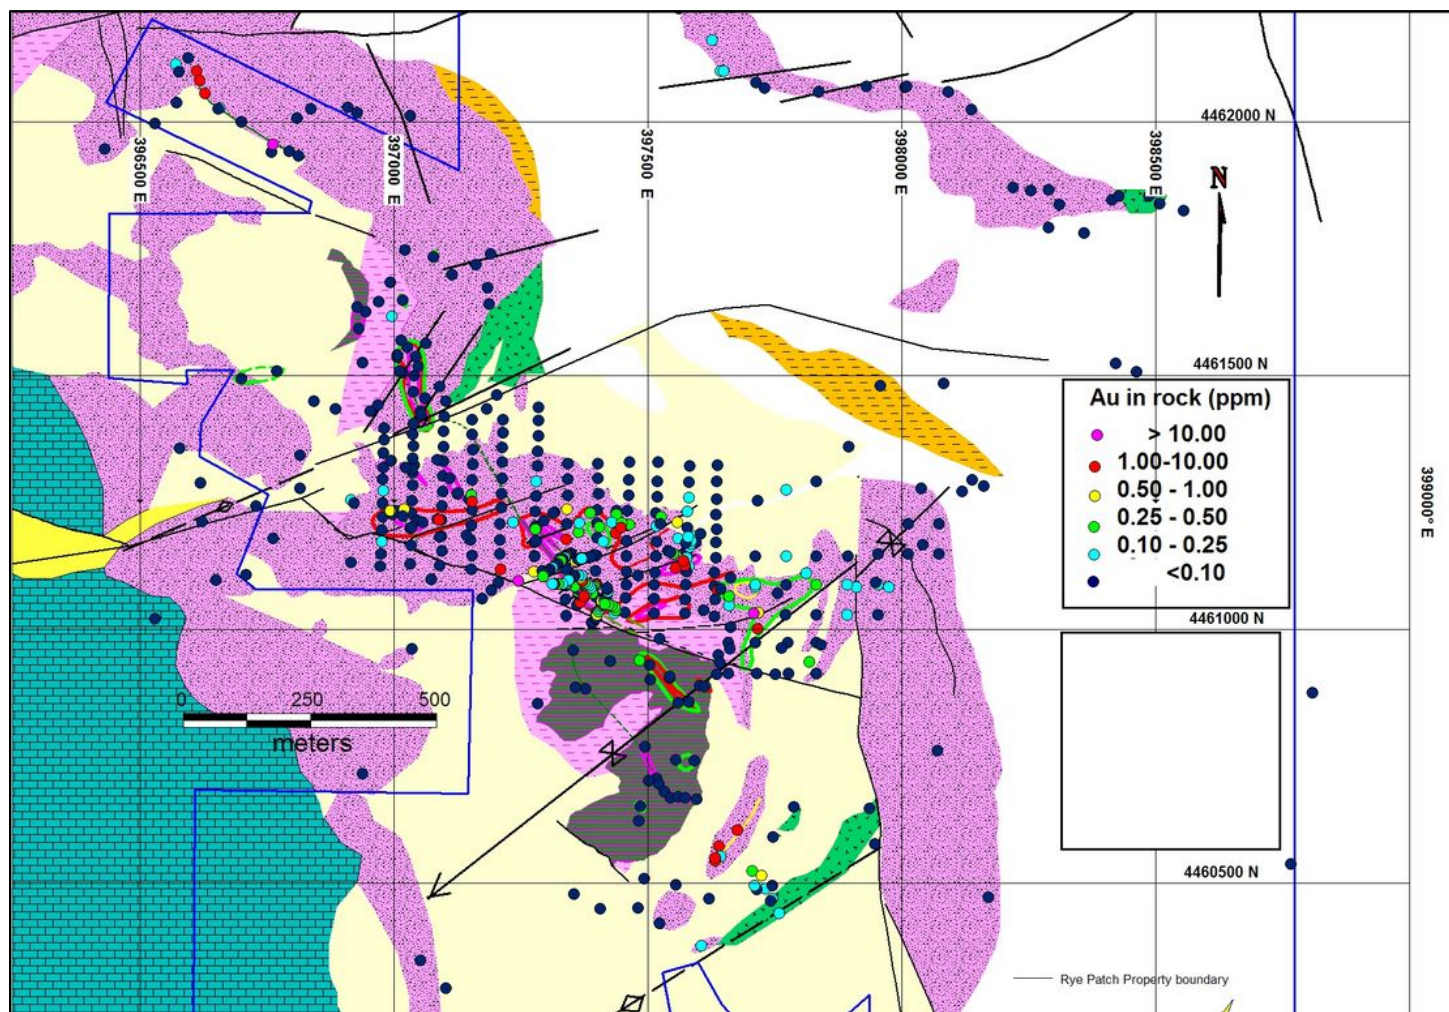 4462000 N
396500 E
397000 E
397500 E
398000 E
398500 E
N
4461500 N
Au in rock (ppm)
> 10.00
1.00-10.00
0.50 - 1.00
0.25 - 0.50
0.10 - 0.25
<0.10
399000° E
4461000 N
0 250 500
meters
4460500 N
Rye Patch Property boundary